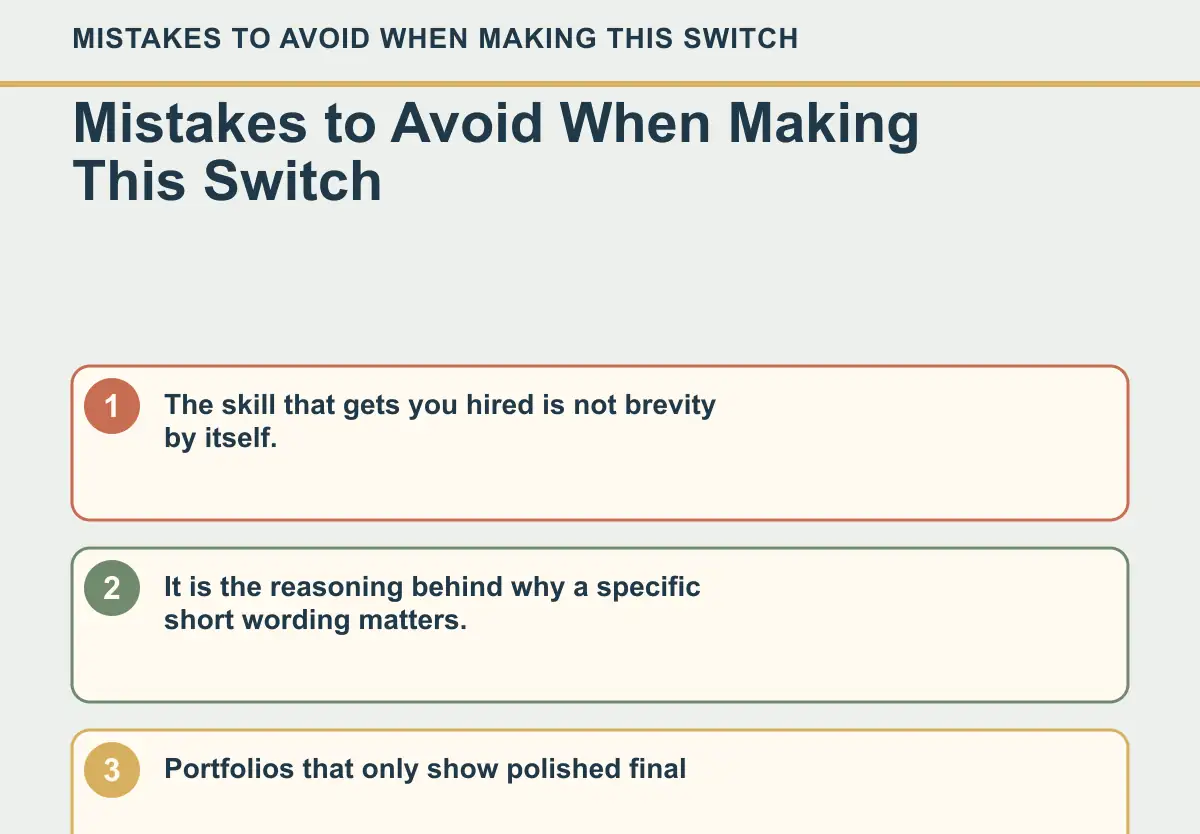 MISTAKES TO AVOID WHEN MAKING THIS SWITCH
Mistakes to Avoid When Making
This Switch
1
The skill that gets you hired is not brevity
by itself.
2
It is the reasoning behind why a specific
short wording matters.
3
Portfolios that only show polished final